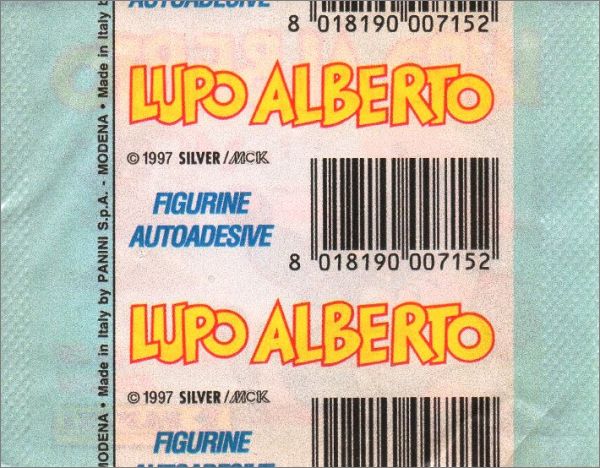 AUTOADESIVE
8 018190 007152
LUPO ALBERTO
© 1997 SILVER/MCK
FIGURINE
AUTOADESIVE
8 018190 007152
LUPO ALBERTO
© 1997 SILVER/MCK
FIGURINE
AUTOADESIVE
MODENA • Made in Italy by PANINI S.p.A. - MODENA • Made in Italy b